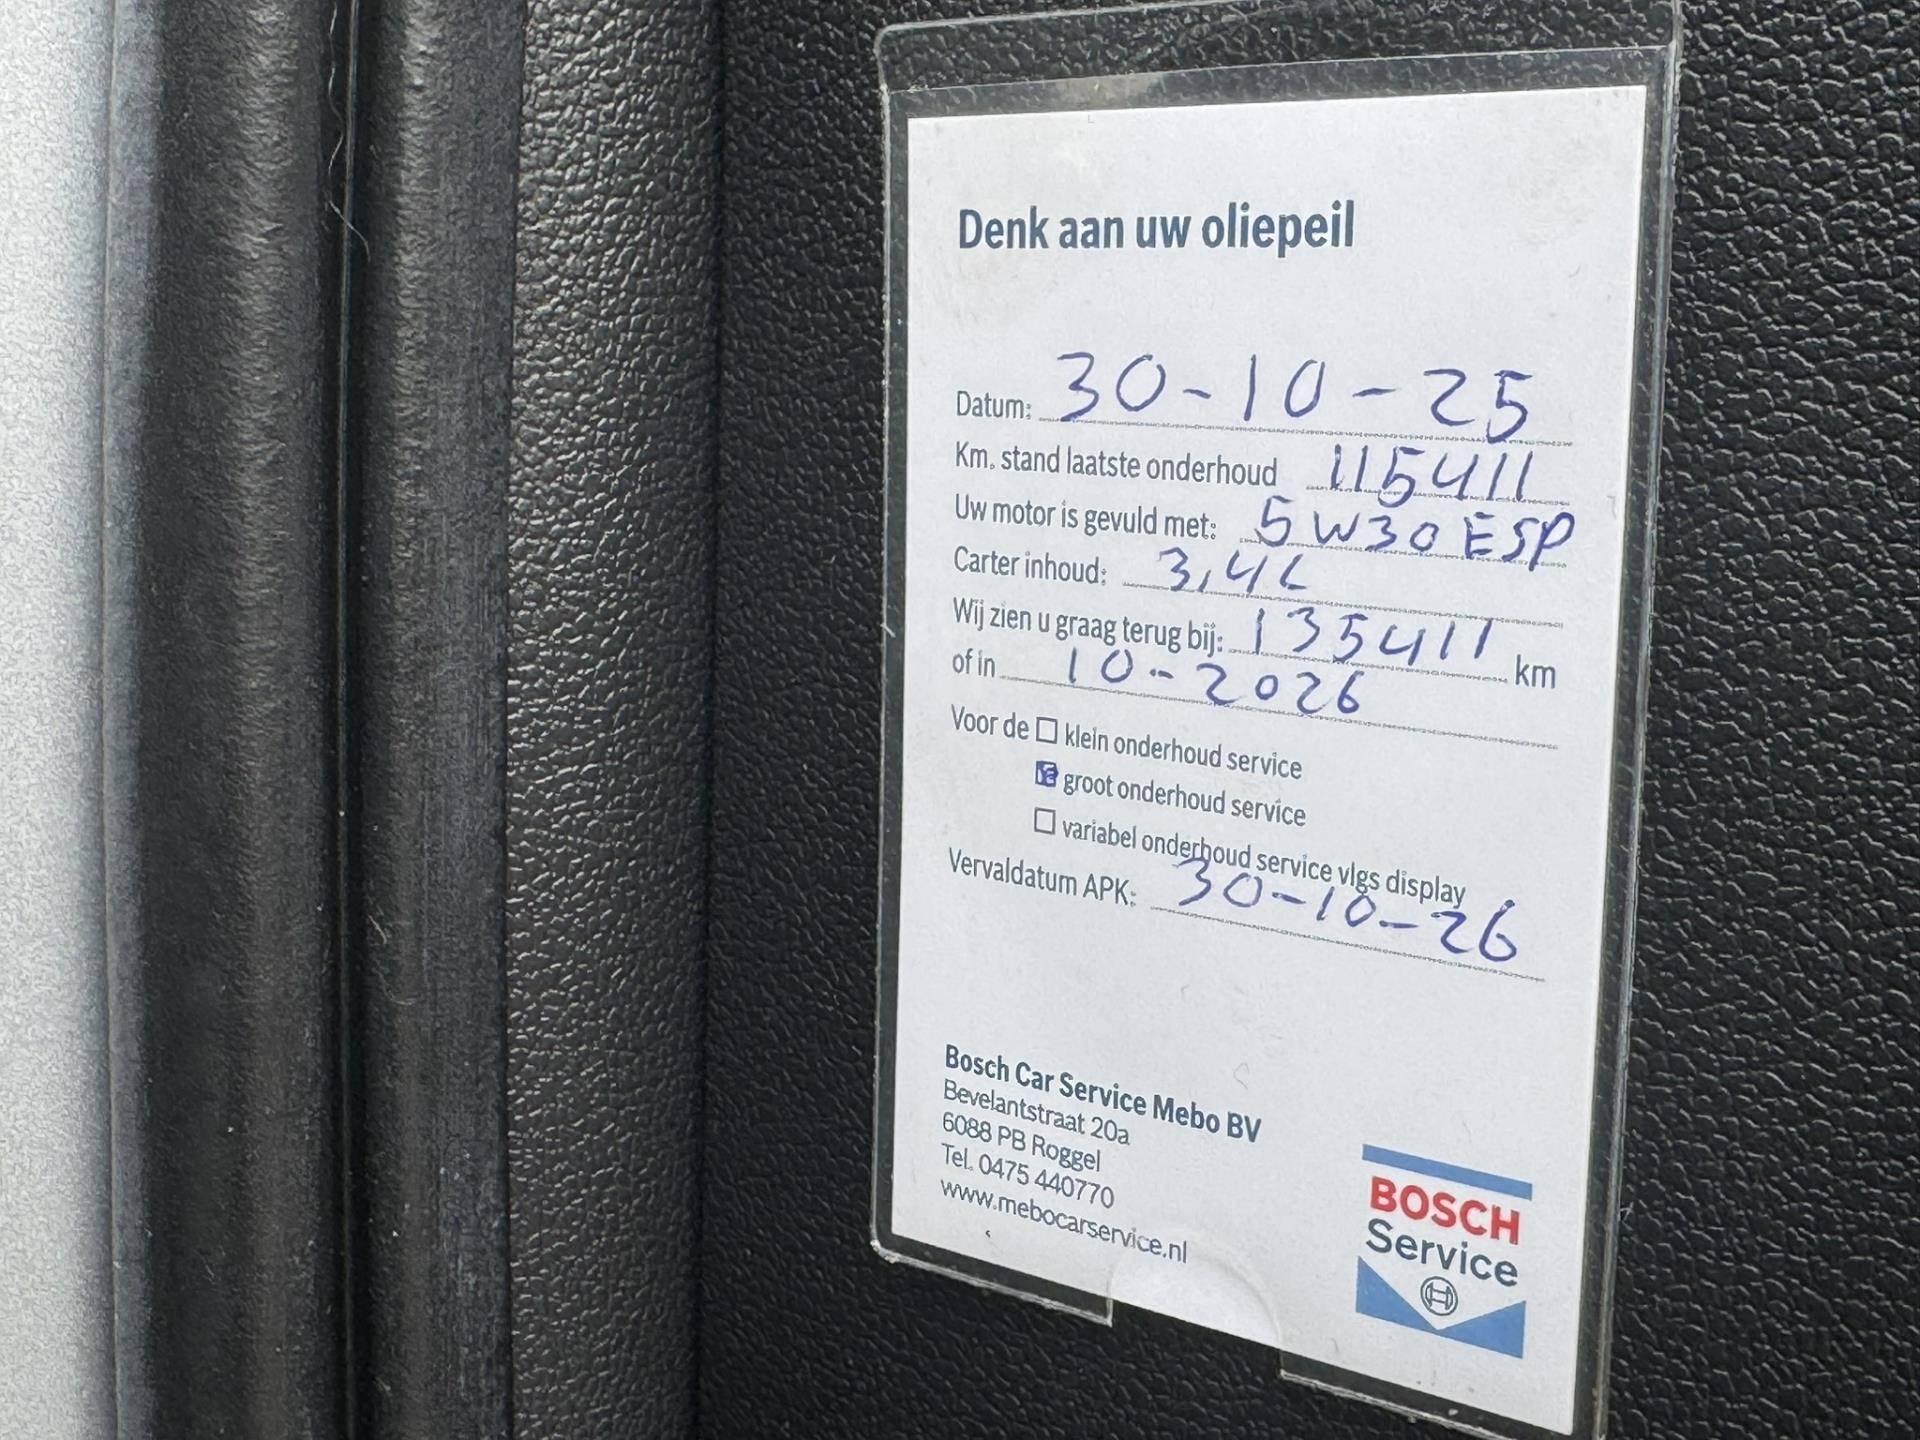 Denk aan uw oliepeil
Datum: 30-10-25
Km. stand laatste onderhoud 115411
Uw motor is gevuld met: 5W30 ESP
Carter inhoud: 3,4L
Wij zien u graag terug bij: 135411 km
of in 10-2026
Voor de ☐ klein onderhoud service
☒ groot onderhoud service
☐ variabel onderhoud service vlgs display
Vervaldatum APK: 30-10-26
Bosch Car Service Mebo BV
Bevelantstraat 20a
6088 PB Roggel
Tel. 0475 440770
www.mebocarservice.nl
BOSCH
Service